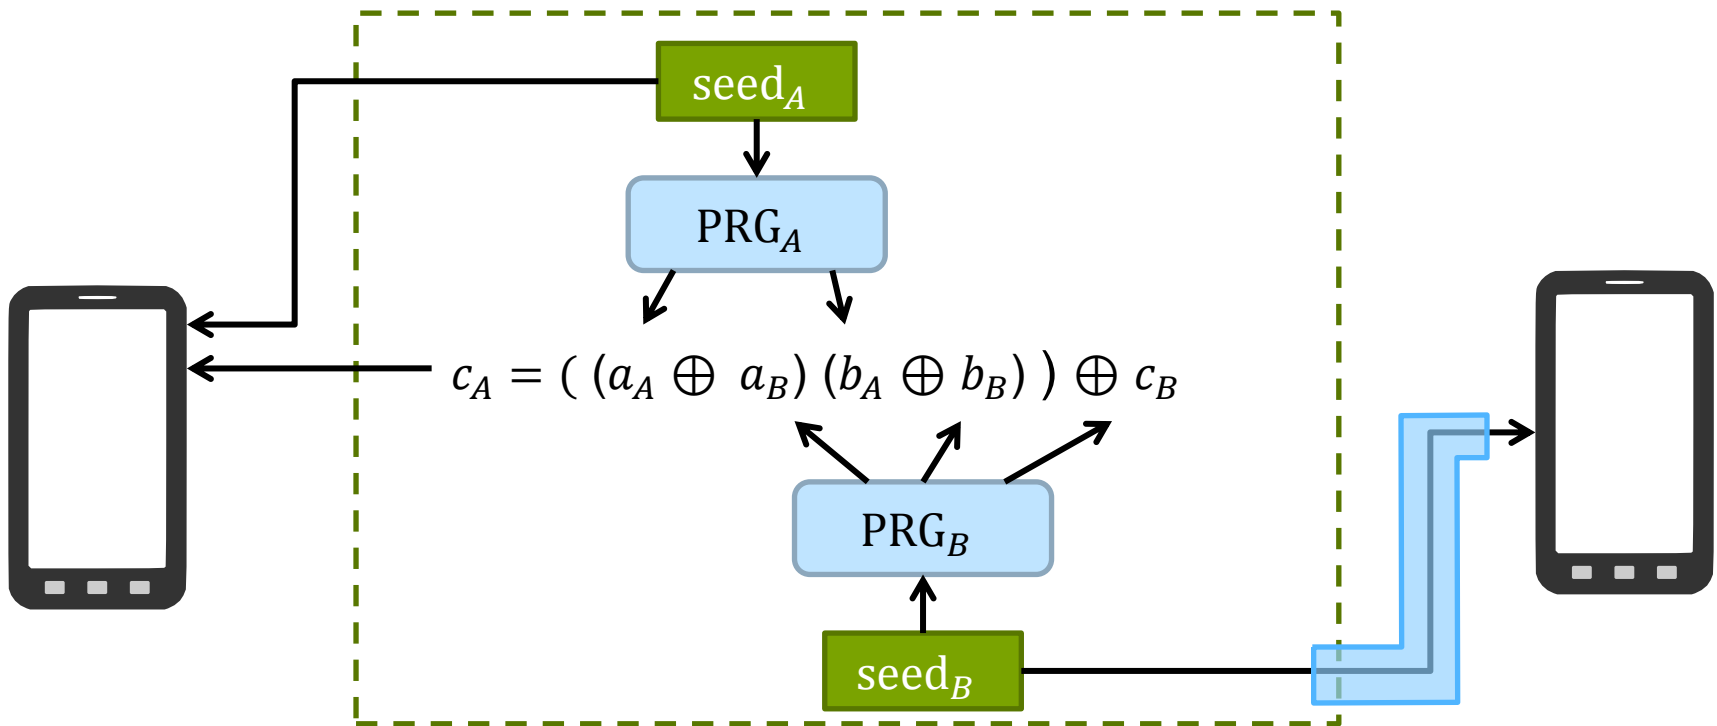 seed_A
PRG_A
c_A = ( (a_A ⊕ a_B) (b_A ⊕ b_B) ) ⊕ c_B
PRG_B
seed_B